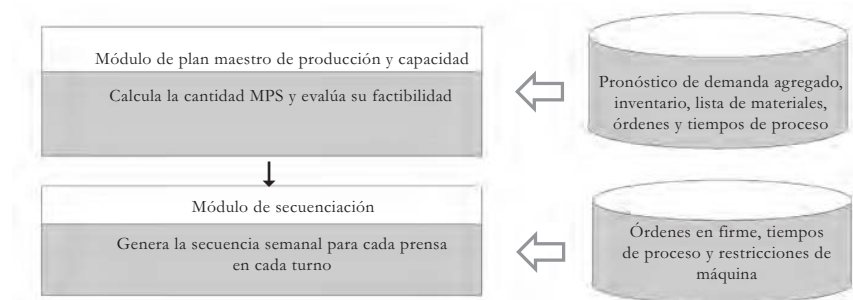 Módulo de plan maestro de producción y capacidad
Calcula la cantidad MPS y evalúa su factibilidad
Pronóstico de demanda agregado,
inventario, lista de materiales,
órdenes y tiempos de proceso
Módulo de secuenciación
Genera la secuencia semanal para cada prensa
en cada turno
Órdenes en firme, tiempos
de proceso y restricciones de
máquina